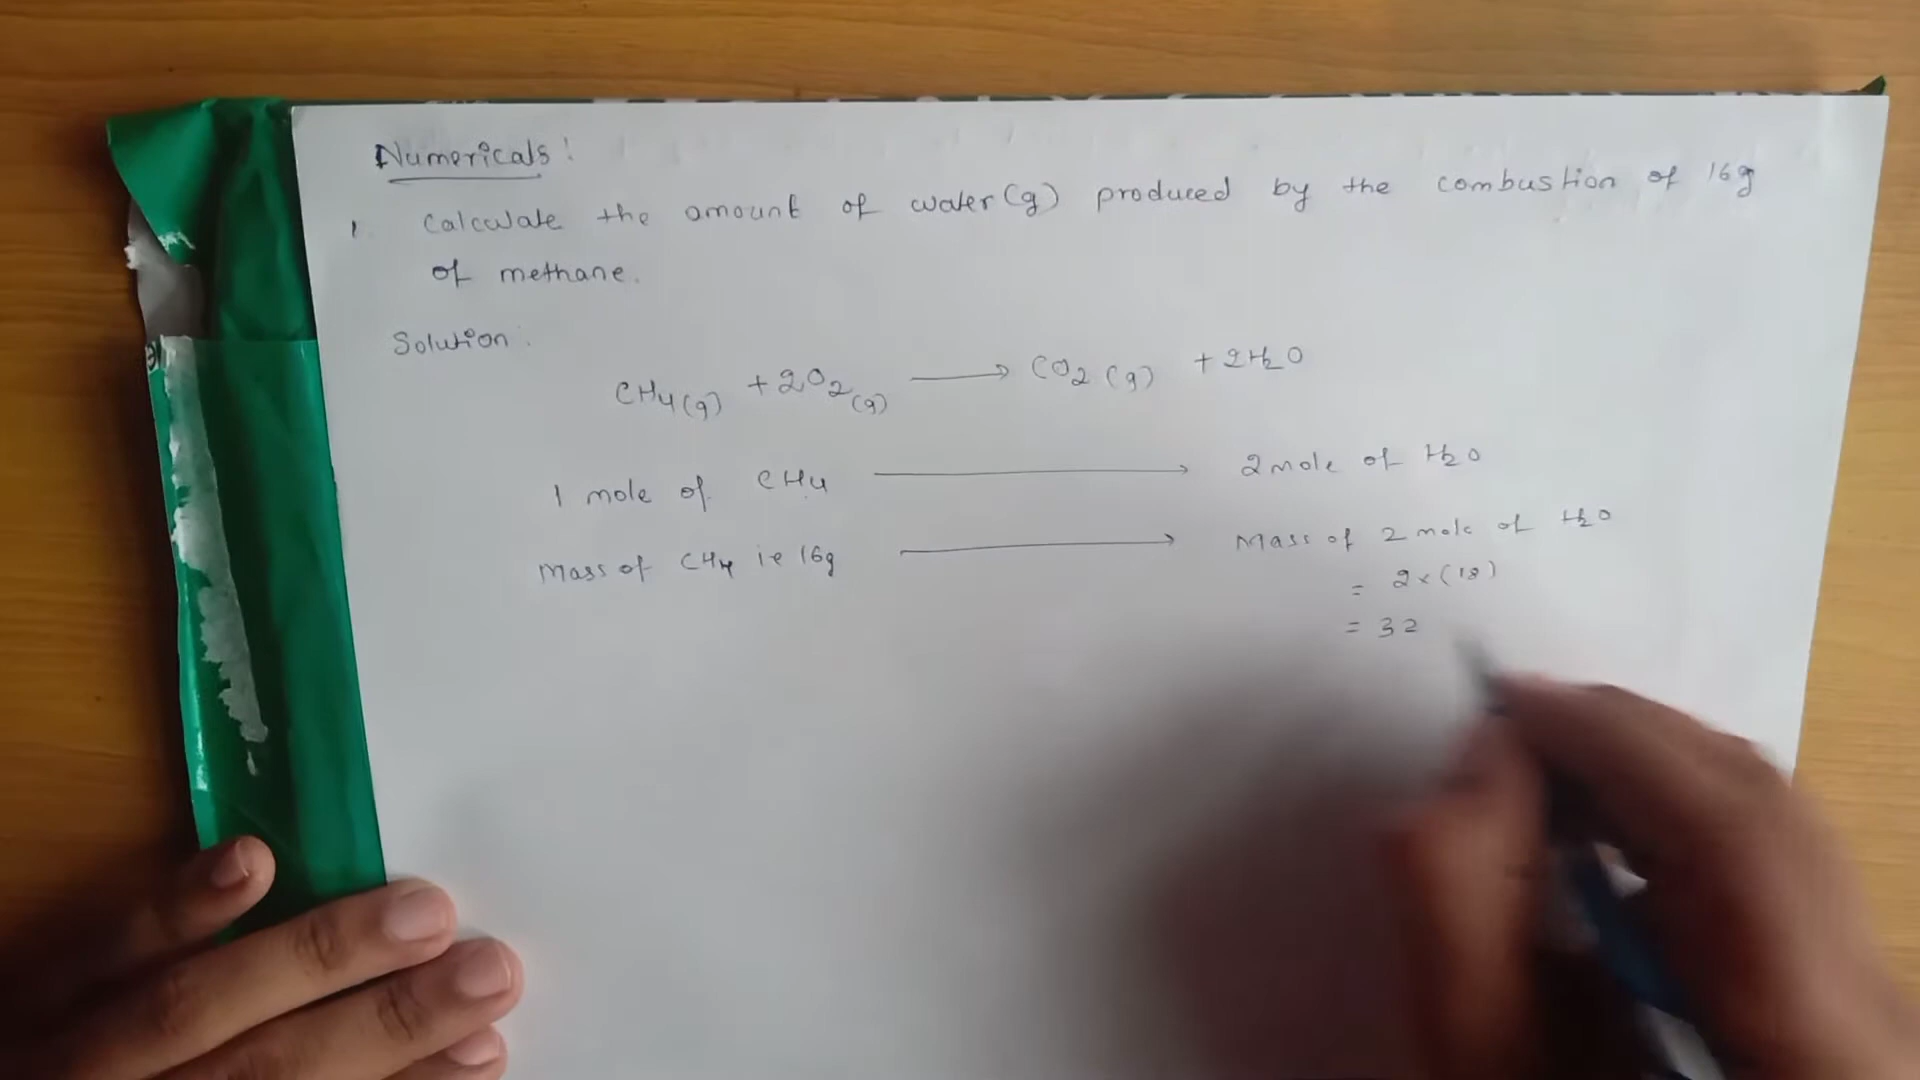 Numericals!
1. Calculate the amount of water (g) produced by the combustion of 16g
of methane.
Solution:
CH4(g) + 2O2(g) ⟶ CO2(g) + 2H2O
1 mole of CH4 ⟶ 2 mole of H2O
Mass of CH4 ie 16g ⟶ Mass of 2 mole of H2O
= 2×(18)
= 32